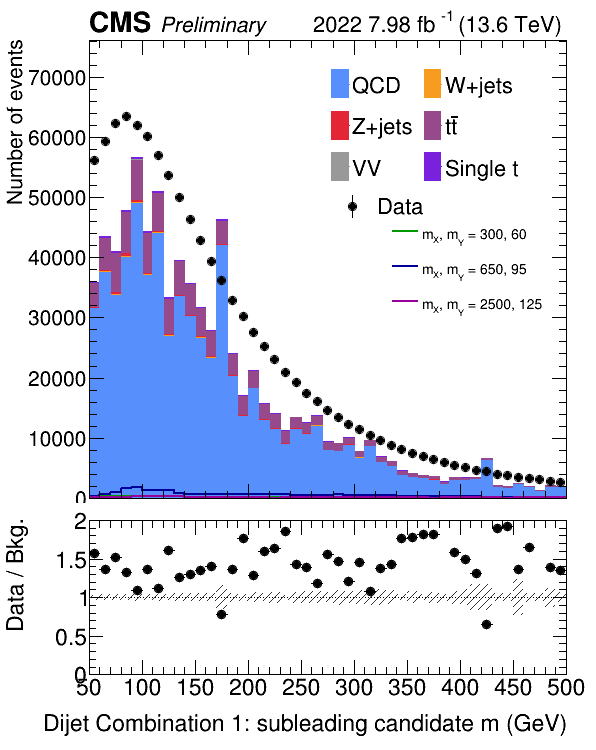 CMS Preliminary 2022 7.98 fb⁻¹ (13.6 TeV)
Number of events
70000
60000
50000
40000
30000
20000
10000
0
QCD W+jets
Z+jets tt̄
VV Single t
Data
mX, mY = 300, 60
mX, mY = 650, 95
mX, mY = 2500, 125
Data / Bkg.
2
1.5
1
0.5
0
50 100 150 200 250 300 350 400 450 500
Dijet Combination 1: subleading candidate m (GeV)